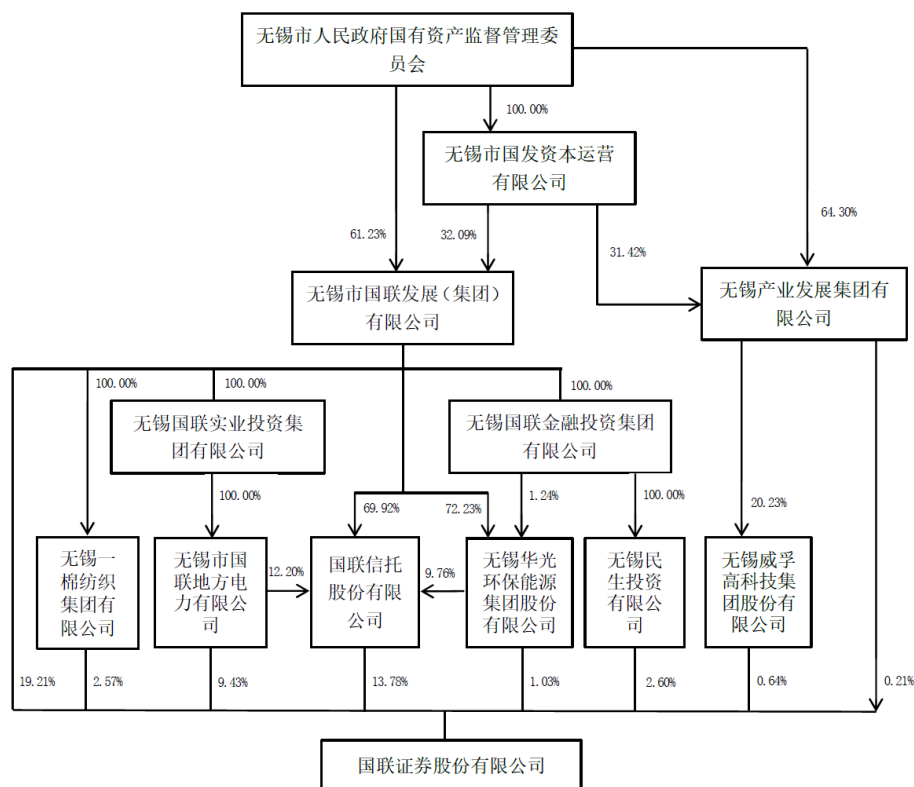 无锡市人民政府国有资产监督管理委
员会
100.00%
无锡市国发资本运营
有限公司
64.30%
61.23%
32.09%
31.42%
无锡市国联发展（集团）
有限公司
无锡产业发展集团有
限公司
100.00%
100.00%
100.00%
无锡国联实业投资集
团有限公司
无锡国联金融投资集团
有限公司
100.00%
69.92%
72.23%
1.24%
100.00%
20.23%
无锡一
棉纺织
集团有
限公司
无锡市国
联地方电
力有限公
司
12.20%
国联信托
股份有限
公司
9.76%
无锡华光
环保能源
集团股份
有限公司
无锡民
生投资
有限公
司
无锡威孚
高科技集
团股份有
限公司
19.21%
2.57%
9.43%
13.78%
1.03%
2.60%
0.64%
0.21%
国联证券股份有限公司